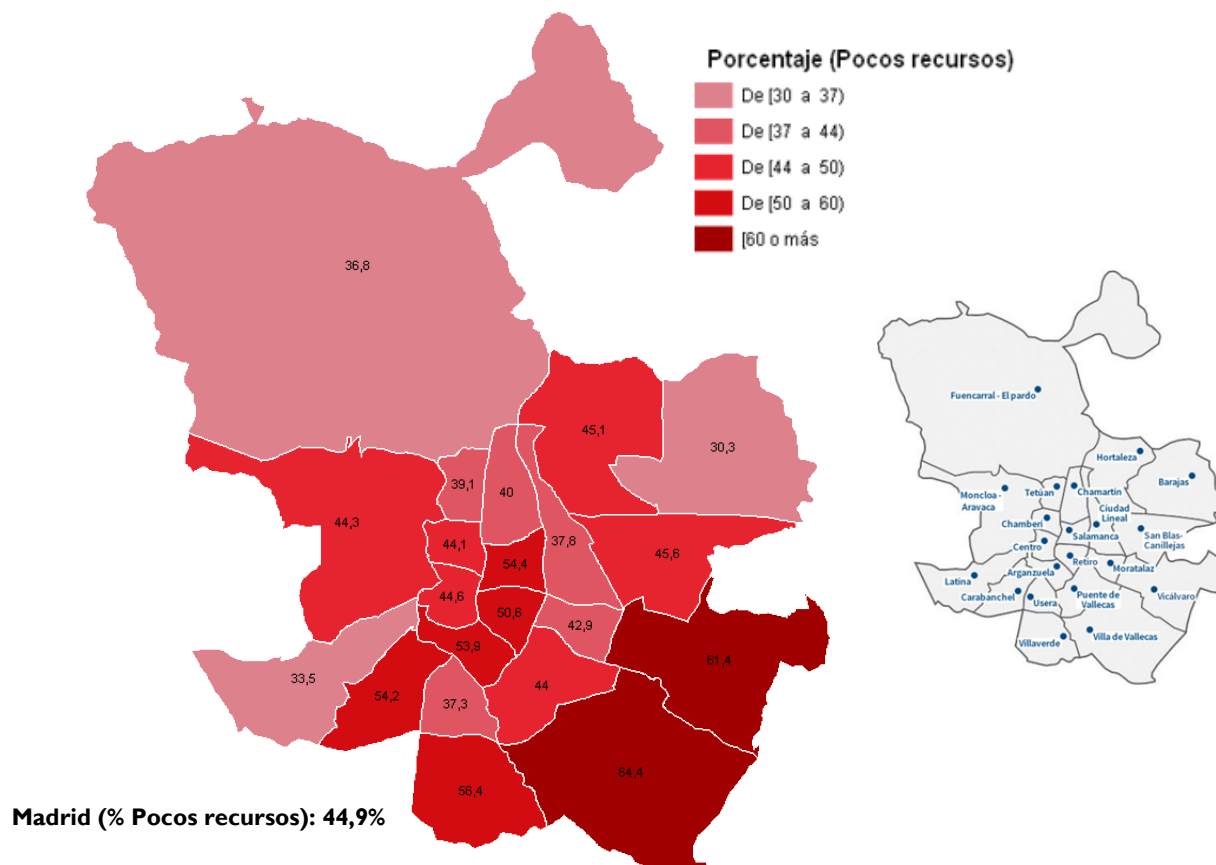 Porcentaje (Pocos recursos)
De [30 a 37)
De [37 a 44)
De [44 a 50)
De [50 a 60)
[60 o más
36,8
45,1
30,3
39,1
40
44,3
44,1
37,8
45,6
54,4
44,6
50,6
42,9
53,9
61,4
33,5
54,2
37,3
44
64,4
56,4
Madrid (% Pocos recursos): 44,9%
Fuencarral - El pardo
Hortaleza
Barajas
Moncloa -
Aravaca
Tetúan
Chamartín
Ciudad
Lineal
Chamberi
Salamanca
San Blas-
Canillejas
Centro
Retiro
Moratalaz
Arganzuela
Latina
Carabanchel
Usera
Puente de
Vallecas
Vicálvaro
Villaverde
Villa de Vallecas